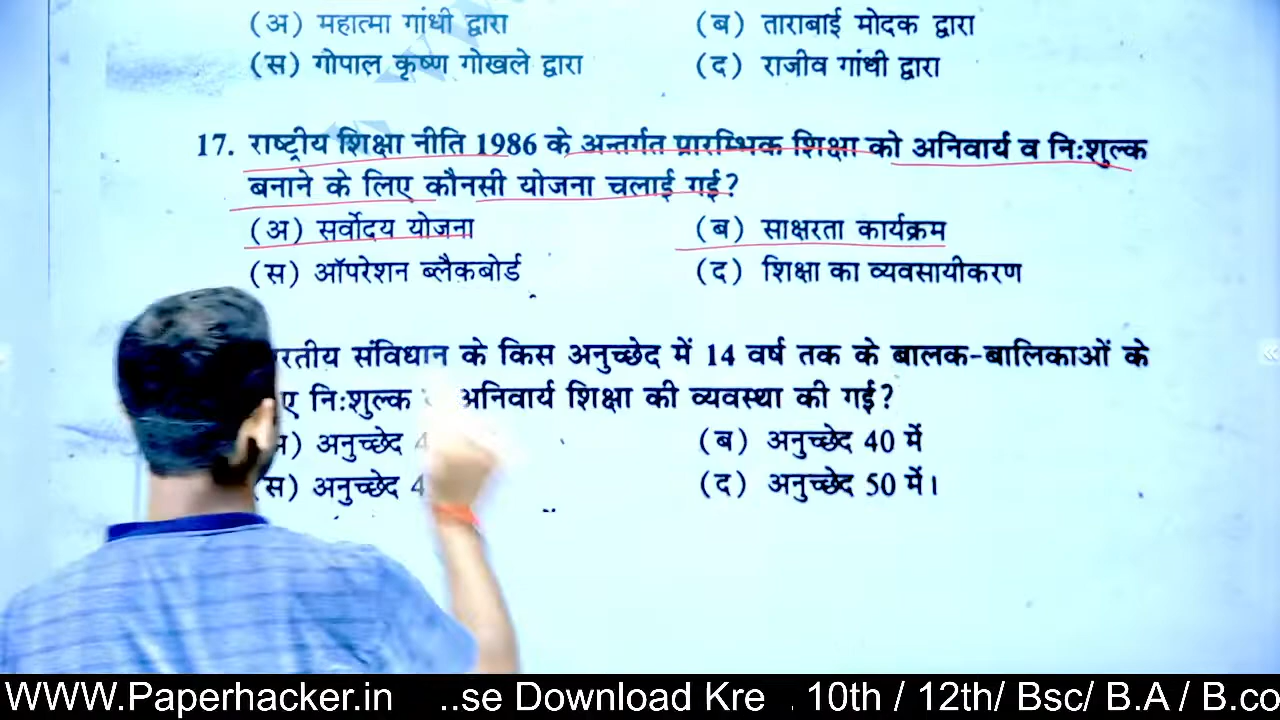 (अ) महात्मा गांधी द्वारा (ब) ताराबाई मोदक द्वारा
(स) गोपाल कृष्ण गोखले द्वारा (द) राजीव गांधी द्वारा
17. राष्ट्रीय शिक्षा नीति 1986 के अन्तर्गत प्रारम्भिक शिक्षा को अनिवार्य व निःशुल्क
बनाने के लिए कौनसी योजना चलाई गई?
(अ) सर्वोदय योजना (ब) साक्षरता कार्यक्रम
(स) ऑपरेशन ब्लैकबोर्ड (द) शिक्षा का व्यवसायीकरण
संविधान के किस अनुच्छेद में 14 वर्ष तक के बालक-बालिकाओं के
निःशुल्क अनिवार्य शिक्षा की व्यवस्था की गई?
अनुच्छेद (ब) अनुच्छेद 40 में
(स) अनुच्छेद (द) अनुच्छेद 50 में।
WWW.Paperhacker.in ..se Download Kre . 10th / 12th/ Bsc/ B.A / B.co